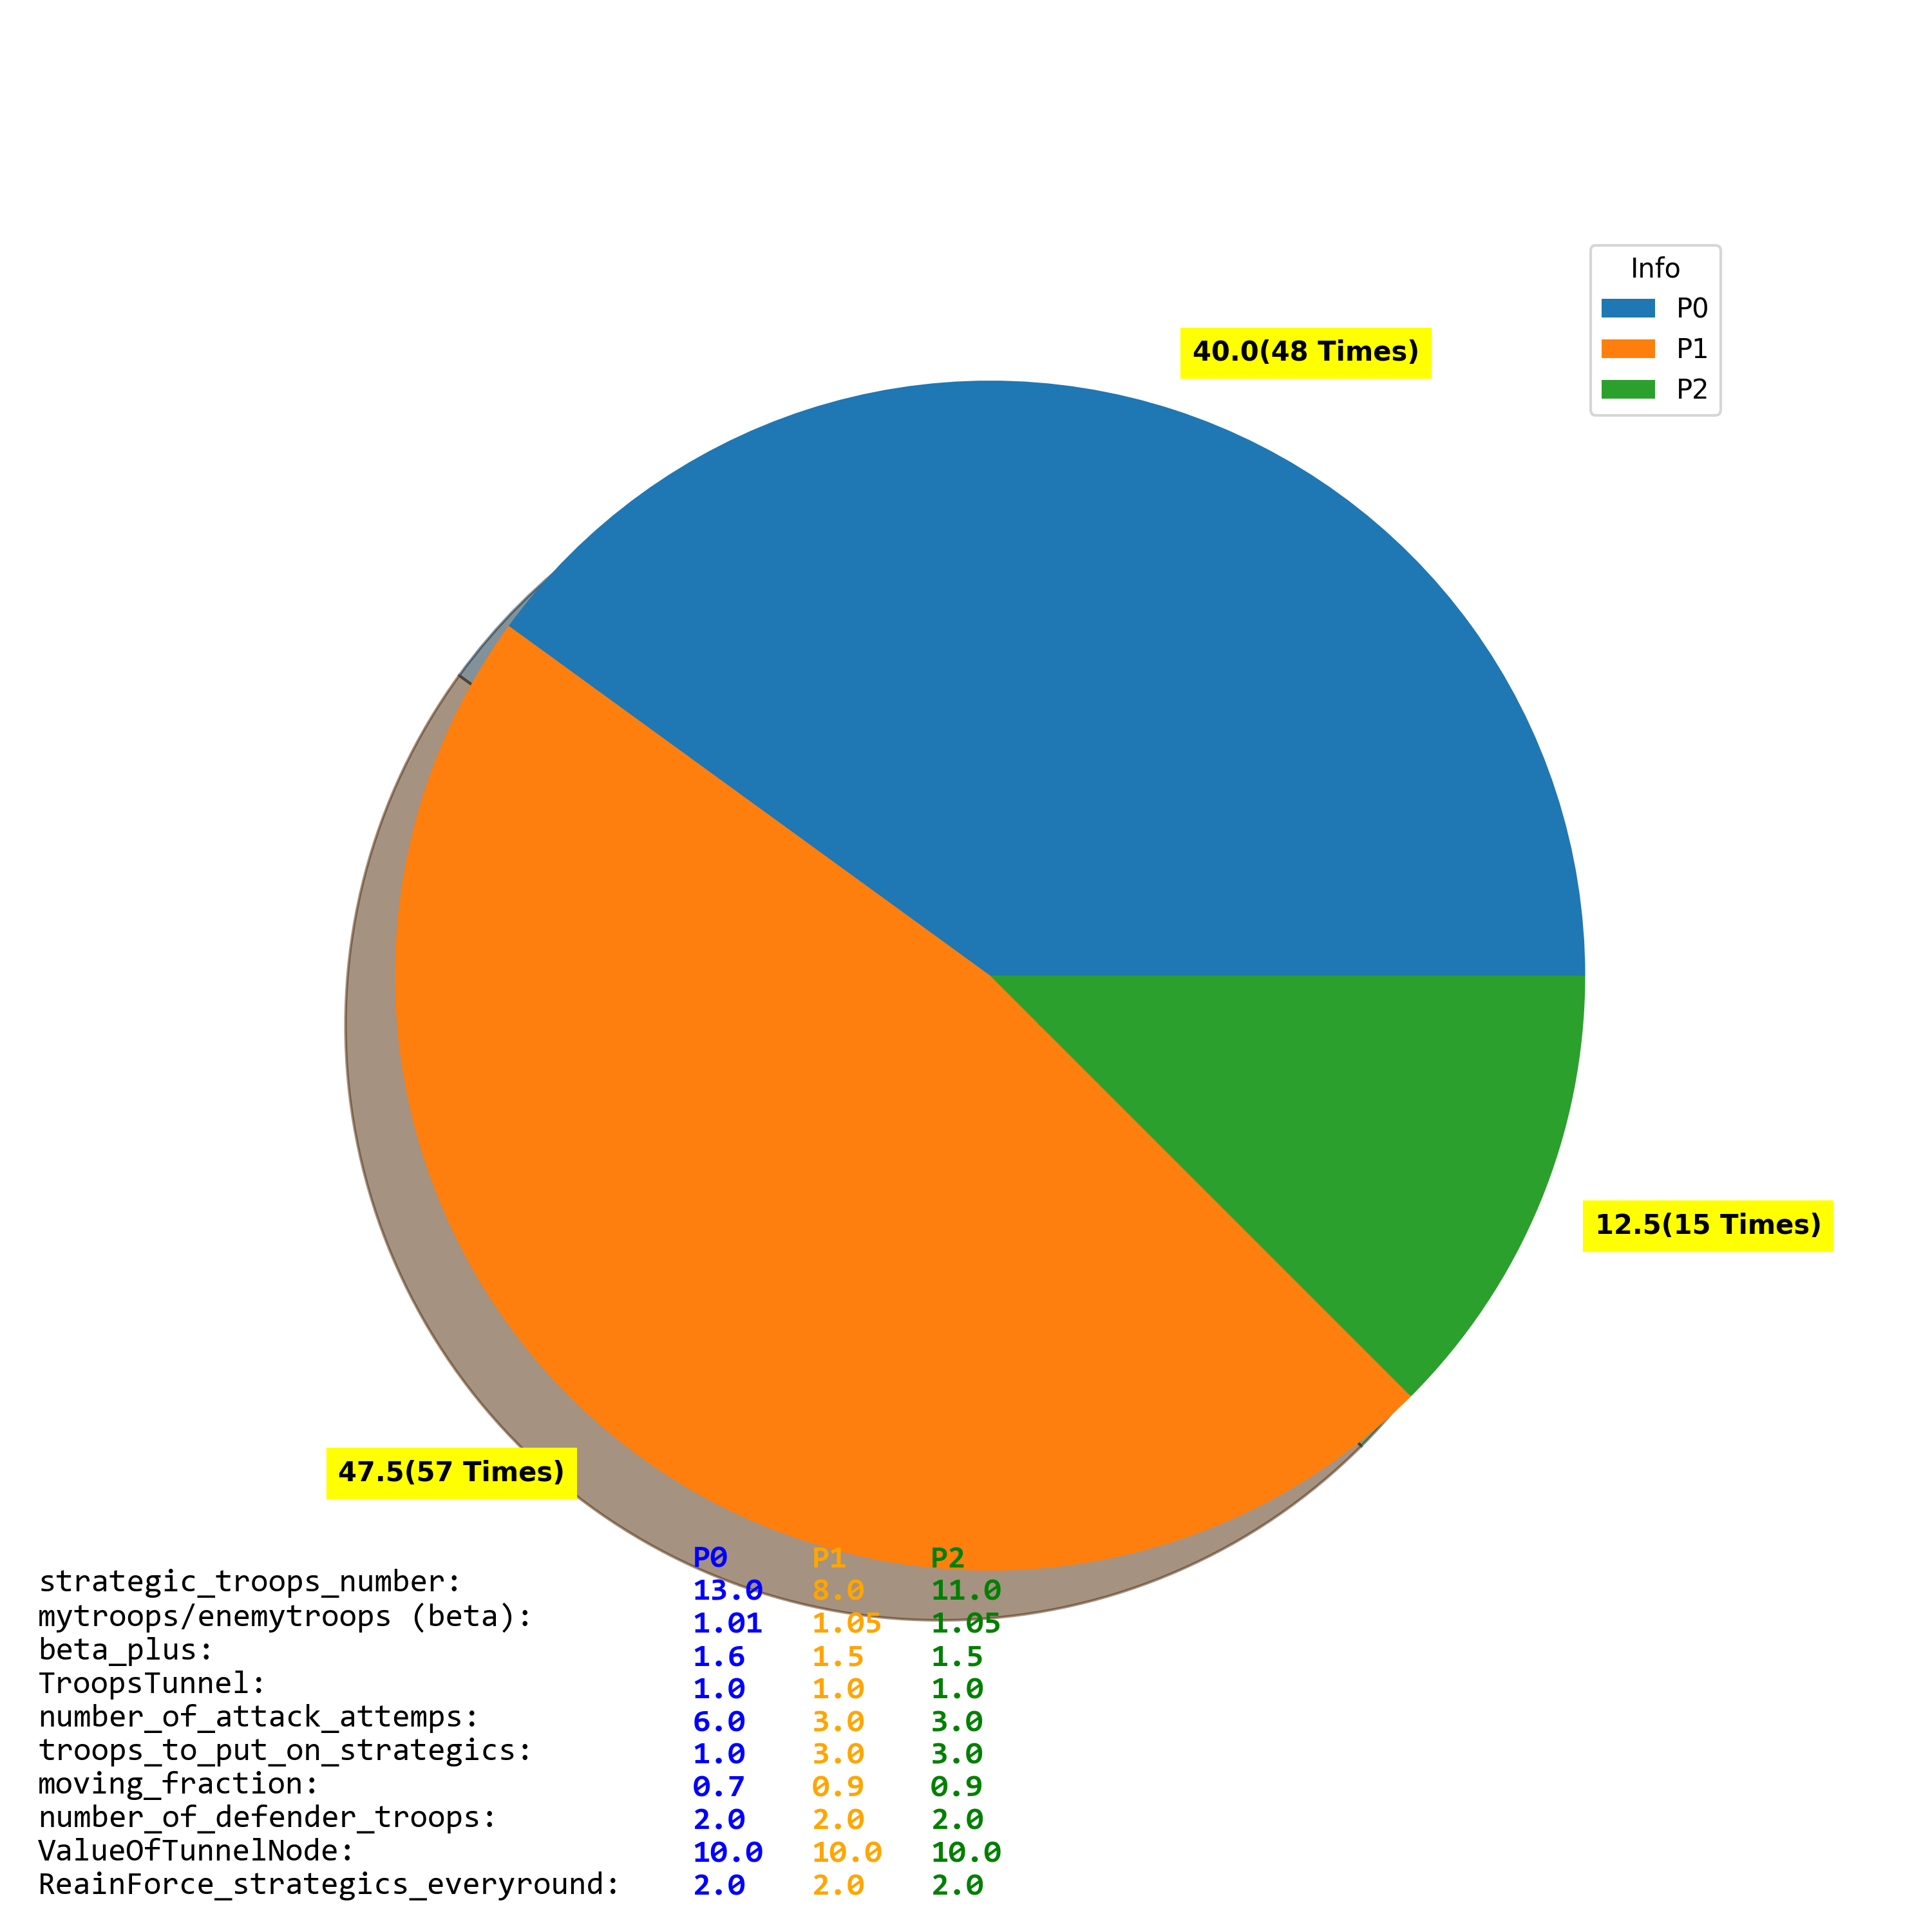 Info
P0
P1
P2
40.0(48 Times)
12.5(15 Times)
47.5(57 Times)
P0 P1 P2
strategic_troops_number: 13.0 8.0 11.0
mytroops/enemytroops (beta): 1.01 1.05 1.05
beta_plus: 1.6 1.5 1.5
TroopsTunnel: 1.0 1.0 1.0
number_of_attack_attemps: 6.0 3.0 3.0
troops_to_put_on_strategics: 1.0 3.0 3.0
moving_fraction: 0.7 0.9 0.9
number_of_defender_troops: 2.0 2.0 2.0
ValueOfTunnelNode: 10.0 10.0 10.0
ReainForce_strategics_everyround: 2.0 2.0 2.0